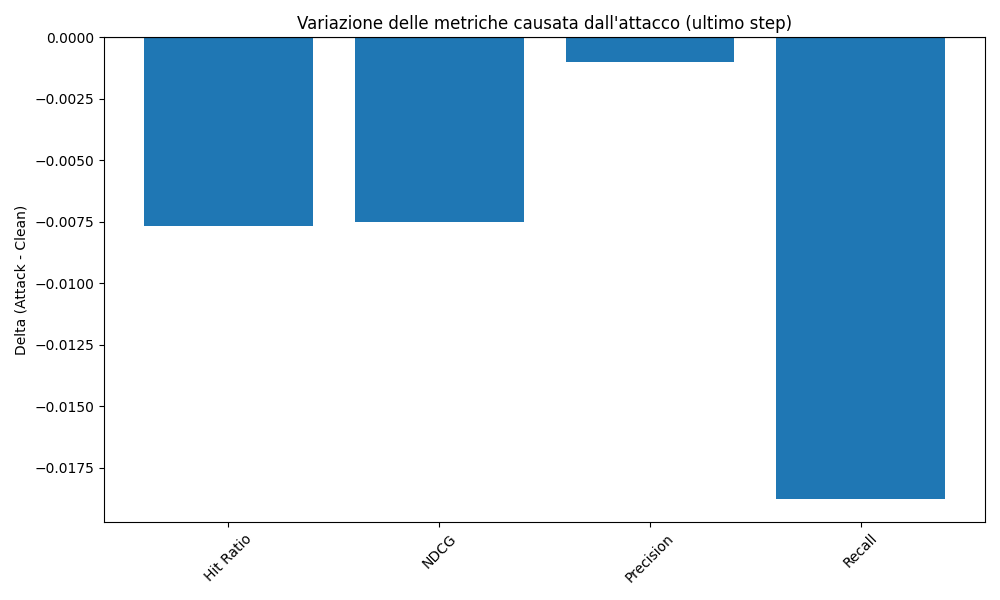 Variazione delle metriche causata dall'attacco (ultimo step)
Delta (Attack - Clean)
0.0000
−0.0025
−0.0050
−0.0075
−0.0100
−0.0125
−0.0150
−0.0175
Hit Ratio
NDCG
Precision
Recall